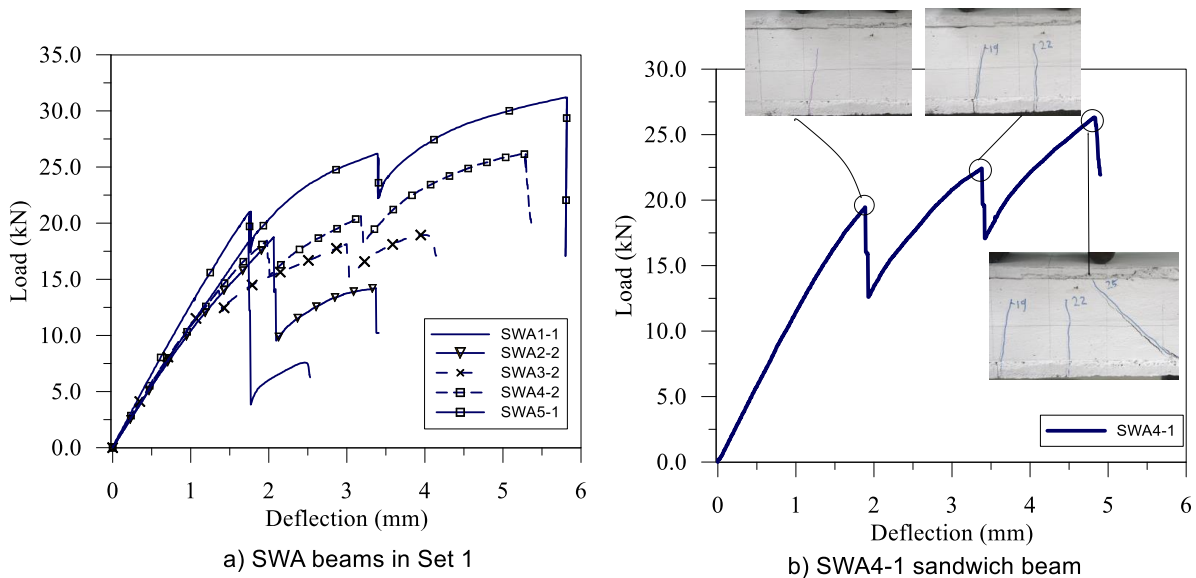 35.0
30.0
25.0
20.0
15.0
10.0
5.0
0.0
Load (kN)
0 1 2 3 4 5 6
Deflection (mm)
SWA1-1
SWA2-2
SWA3-2
SWA4-2
SWA5-1
a) SWA beams in Set 1
30.0
25.0
20.0
15.0
10.0
5.0
0.0
Load (kN)
19 22
19 22 25
SWA4-1
0 1 2 3 4 5 6
Deflection (mm)
b) SWA4-1 sandwich beam